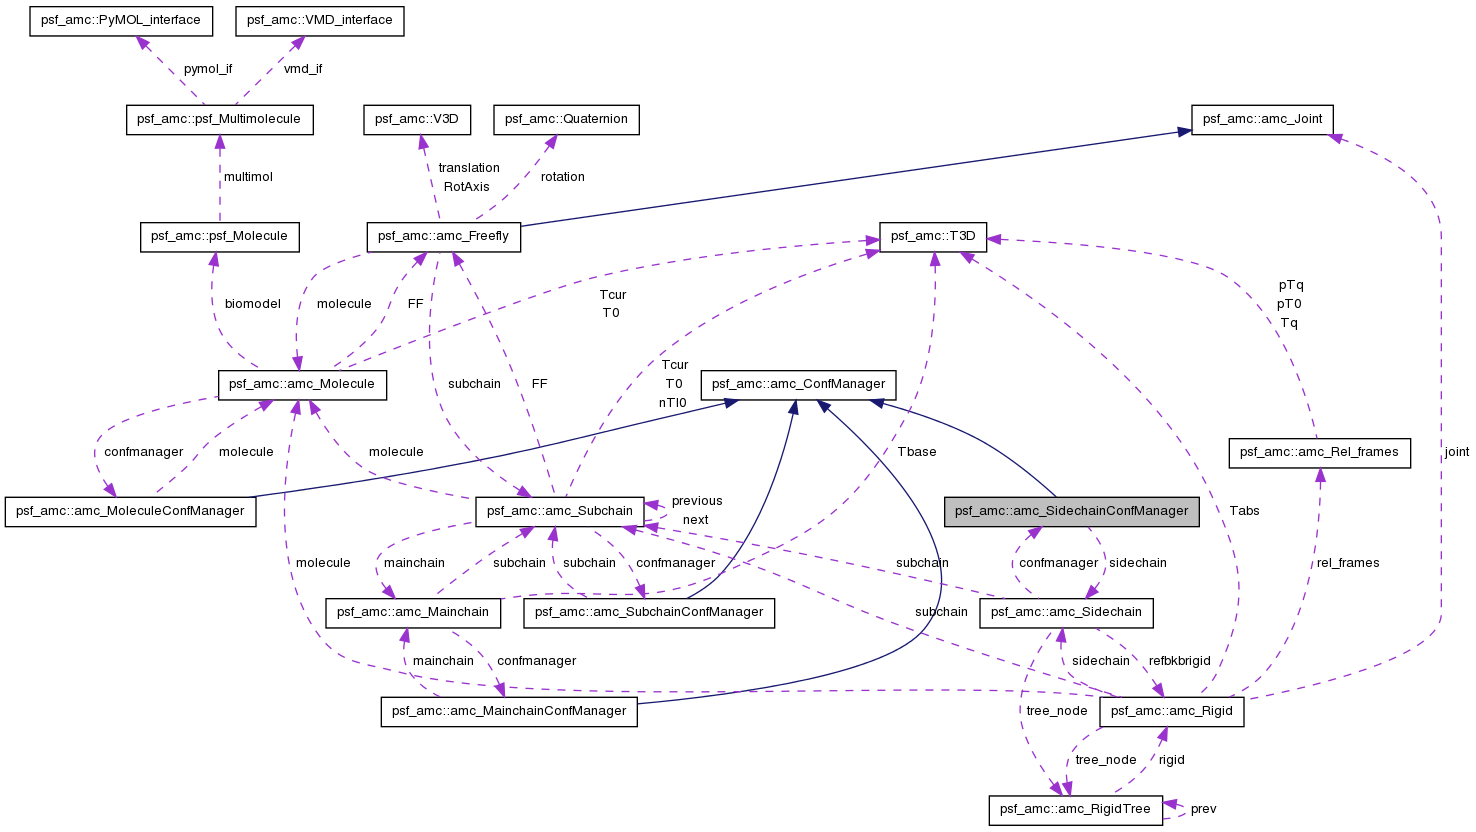 psf_amc::PyMOL_interface
psf_amc::VMD_interface
pymol_if
vmd_if
psf_amc::psf_Multimolecule
psf_amc::V3D
psf_amc::Quaternion
psf_amc::amc_Joint
multimol
translation
RotAxis
rotation
psf_amc::psf_Molecule
psf_amc::amc_Freefly
psf_amc::T3D
biomodel
molecule
FF
Tcur
T0
pTq
pT0
Tq
psf_amc::amc_Molecule
subchain
FF
Tcur
T0
nTl0
psf_amc::amc_ConfManager
confmanager
molecule
molecule
Tbase
psf_amc::amc_Rel_frames
joint
psf_amc::amc_MoleculeConfManager
psf_amc::amc_Subchain
previous
next
psf_amc::amc_SidechainConfManager
Tabs
molecule
mainchain
subchain
subchain
confmanager
subchain
confmanager
sidechain
rel_frames
psf_amc::amc_Mainchain
psf_amc::amc_SubchainConfManager
subchain
psf_amc::amc_Sidechain
mainchain
confmanager
sidechain
refbkbrigid
psf_amc::amc_MainchainConfManager
tree_node
psf_amc::amc_Rigid
tree_node
rigid
psf_amc::amc_RigidTree
prev